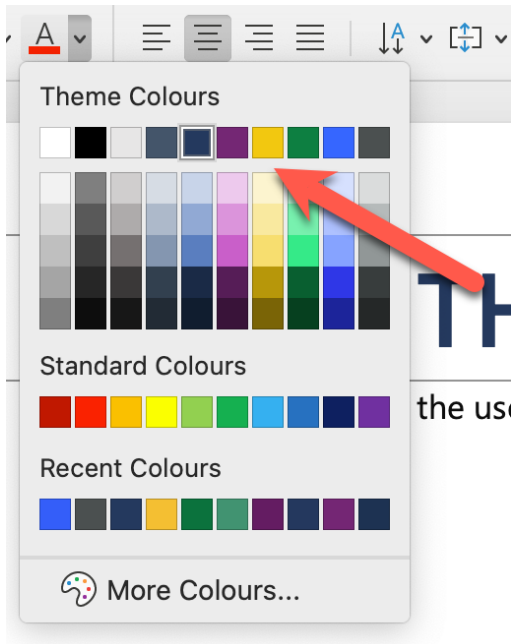 A
A
Theme Colours
TH
Standard Colours
the use
Recent Colours
More Colours...